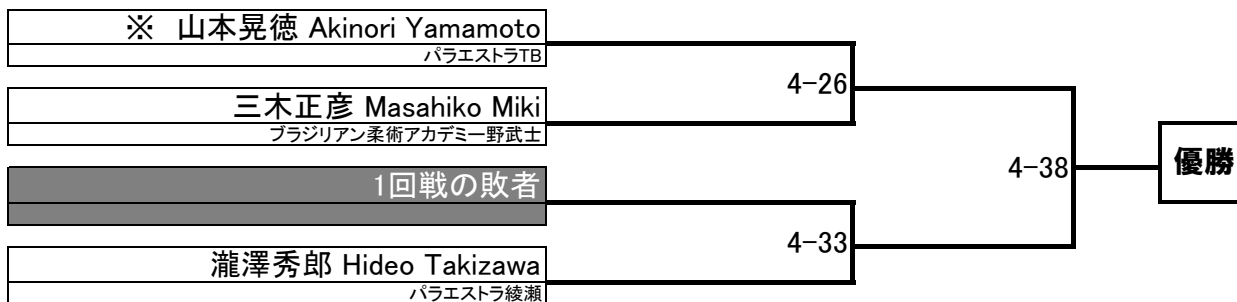 ※　山本晃徳 Akinori Yamamoto
パラエストラTB
4-26
三木正彦 Masahiko Miki
ブラジリアン柔術アカデミー野武士
1回戦の敗者
4-38
優勝
4-33
瀧澤秀郎 Hideo Takizawa
パラエストラ綾瀬